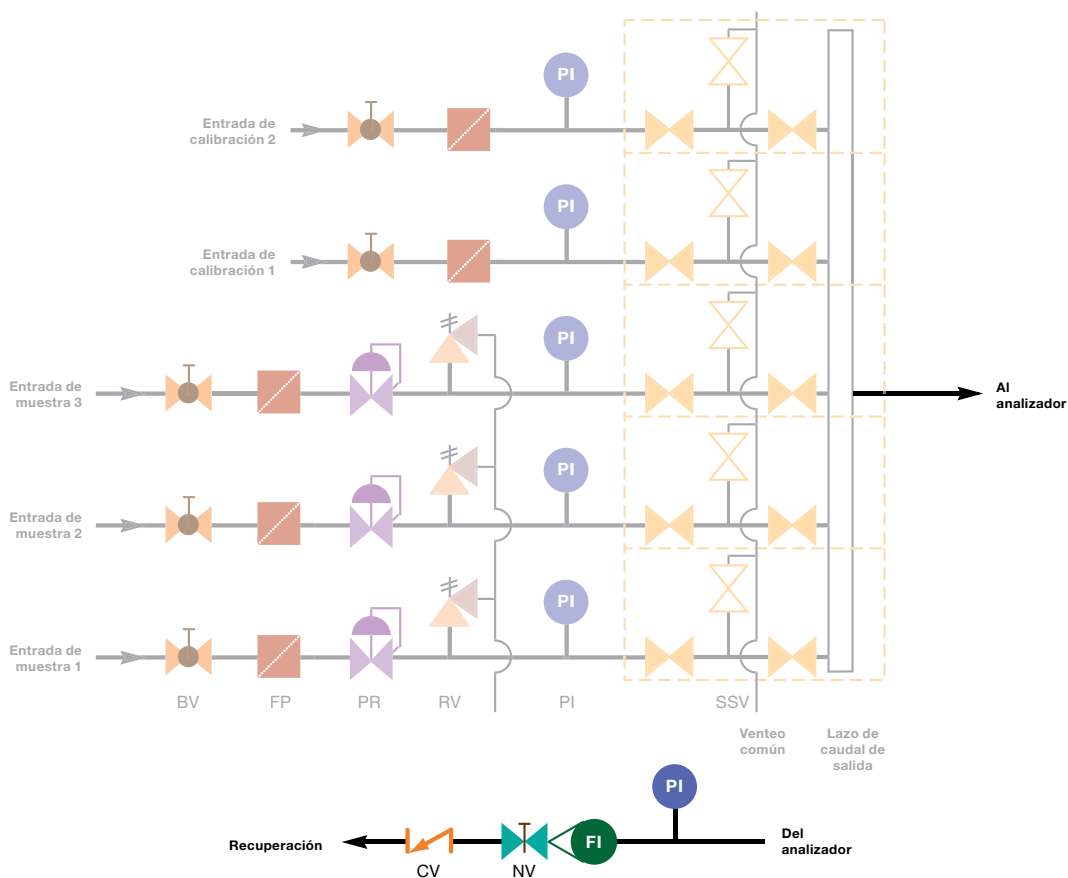 PI
Entrada de
calibración 2
PI
Entrada de
calibración 1
PI
Entrada de
muestra 3
Al
analizador
PI
Entrada de
muestra 2
PI
Entrada de
muestra 1
BV FP PR RV PI SSV
Venteo
común
Lazo de
caudal de
salida
PI
Recuperación
FI
Del
analizador
CV NV